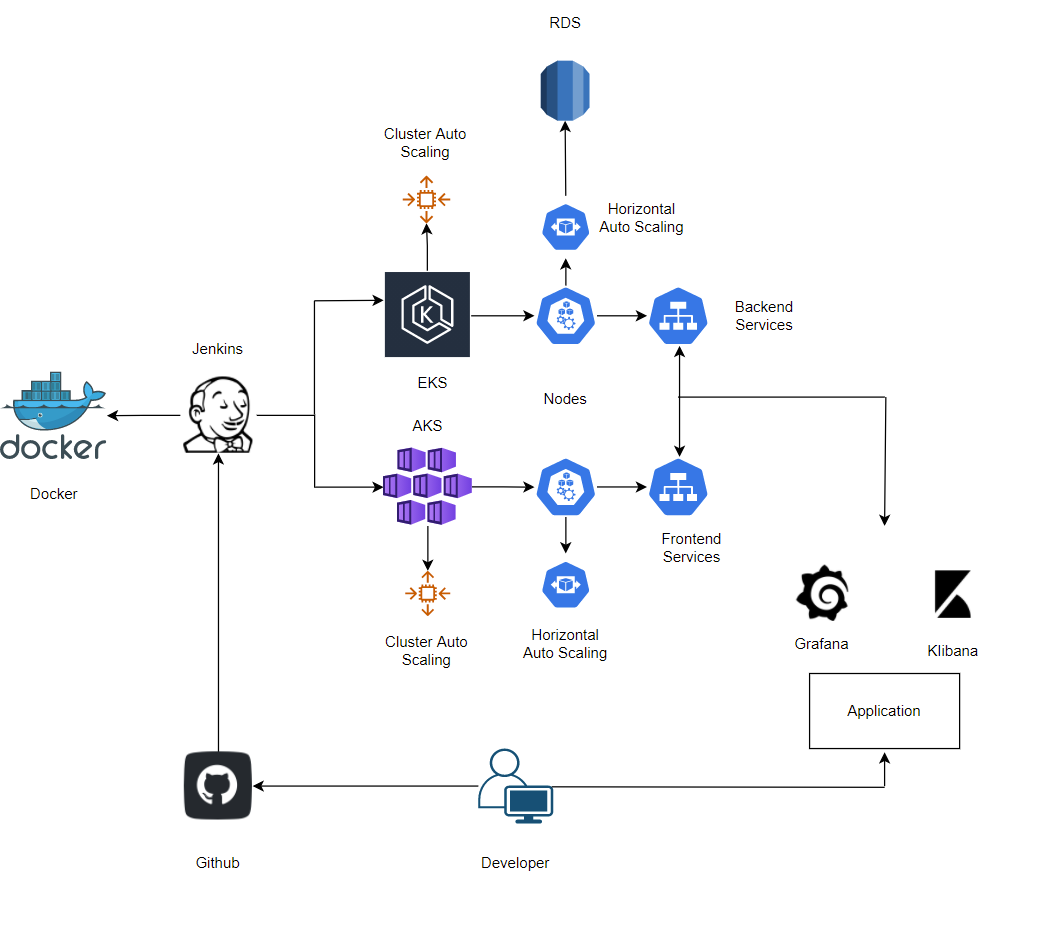 RDS
Cluster Auto
Scaling
Horizontal
Auto Scaling
K
Backend
Services
Jenkins
EKS
Nodes
AKS
docker
Docker
Frontend
Services
Cluster Auto
Scaling
Horizontal
Auto Scaling
Grafana
Klibana
Application
Github
Developer